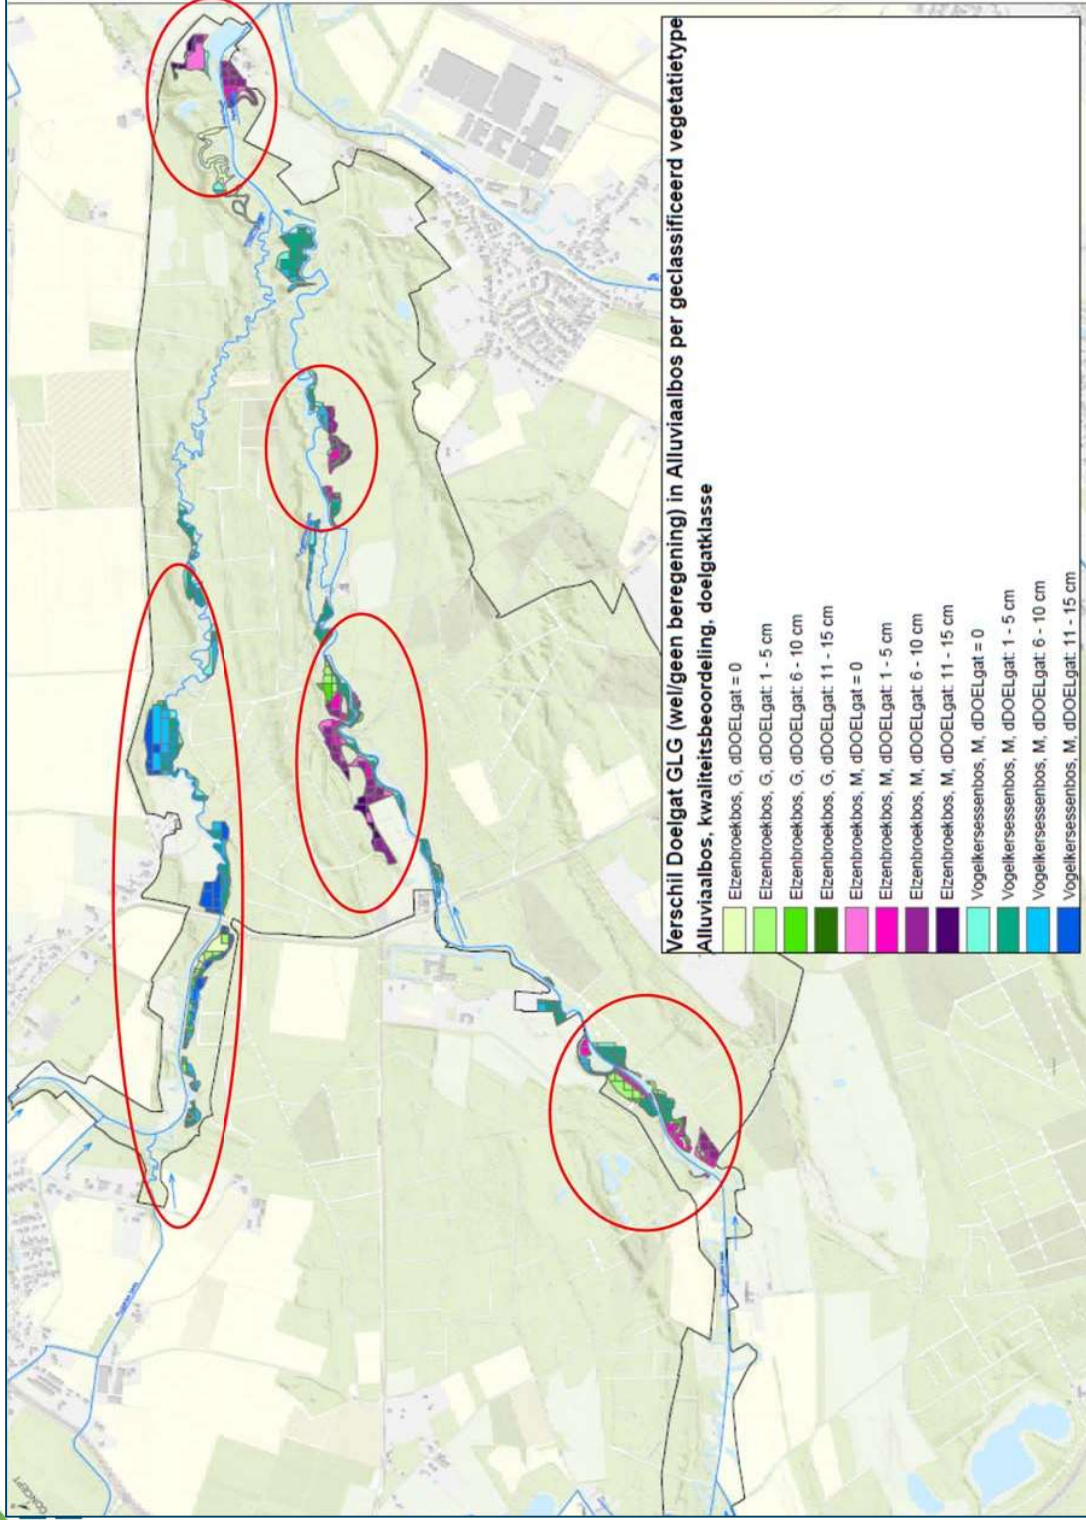 Verschil Doelgat GLG (wel/geen beregening) in Alluviaalbos per geclassificeerd vegetatietype
Alluviaalbos, kwaliteitsbeoordeling, doelgatklasse
Elzenbroekbos, G, dDOELgat = 0
Elzenbroekbos, G, dDOELgat: 1 - 5 cm
Elzenbroekbos, G, dDOELgat: 6 - 10 cm
Elzenbroekbos, G, dDOELgat: 11 - 15 cm
Elzenbroekbos, M, dDOELgat = 0
Elzenbroekbos, M, dDOELgat: 1 - 5 cm
Elzenbroekbos, M, dDOELgat: 6 - 10 cm
Elzenbroekbos, M, dDOELgat: 11 - 15 cm
Vogelkersessenbos, M, dDOELgat = 0
Vogelkersessenbos, M, dDOELgat: 1 - 5 cm
Vogelkersessenbos, M, dDOELgat: 6 - 10 cm
Vogelkersessenbos, M, dDOELgat: 11 - 15 cm
CONCEPT